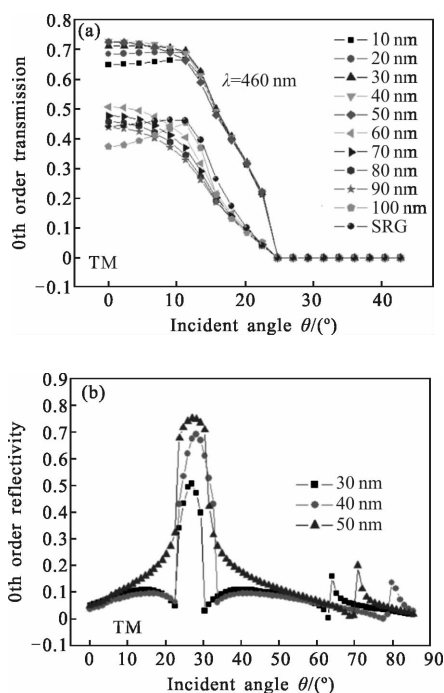 (a)
0.8
0.7
0.6
0.5
0.4
0.3
0.2
0.1
0
−0.1
0th order transmission
λ=460 nm
10 nm
20 nm
30 nm
40 nm
50 nm
60 nm
70 nm
80 nm
90 nm
100 nm
SRG
TM
0 10 20 30 40
Incident angle θ/(°)
(b)
0.9
0.8
0.7
0.6
0.5
0.4
0.3
0.2
0.1
0
−0.1
0th order reflectivity
30 nm
40 nm
50 nm
TM
0 10 20 30 40 50 60 70 80 90
Incident angle θ/(°)